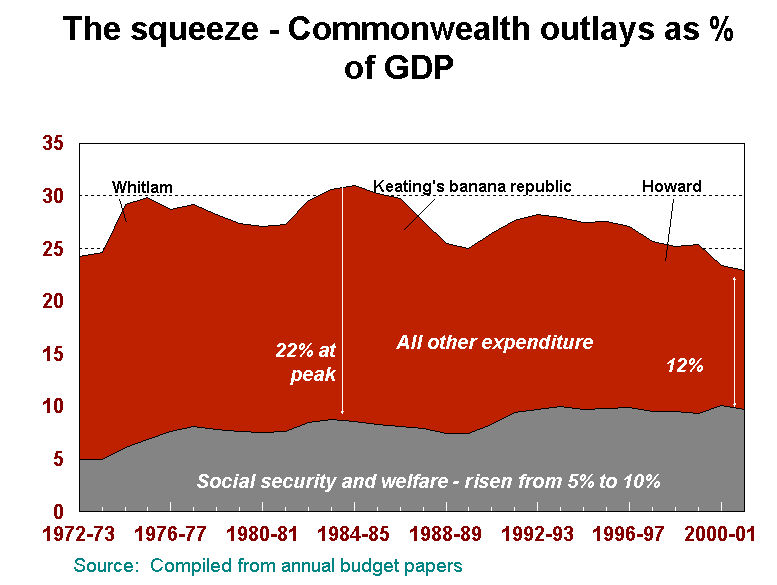 The squeeze - Commonwealth outlays as %
of GDP
35
30
25
20
15
10
5
0
Whitlam
Keating's banana republic
Howard
22% at
peak
All other expenditure
12%
Social security and welfare - risen from 5% to 10%
1972-73 1976-77 1980-81 1984-85 1988-89 1992-93 1996-97 2000-01
Source: Compiled from annual budget papers